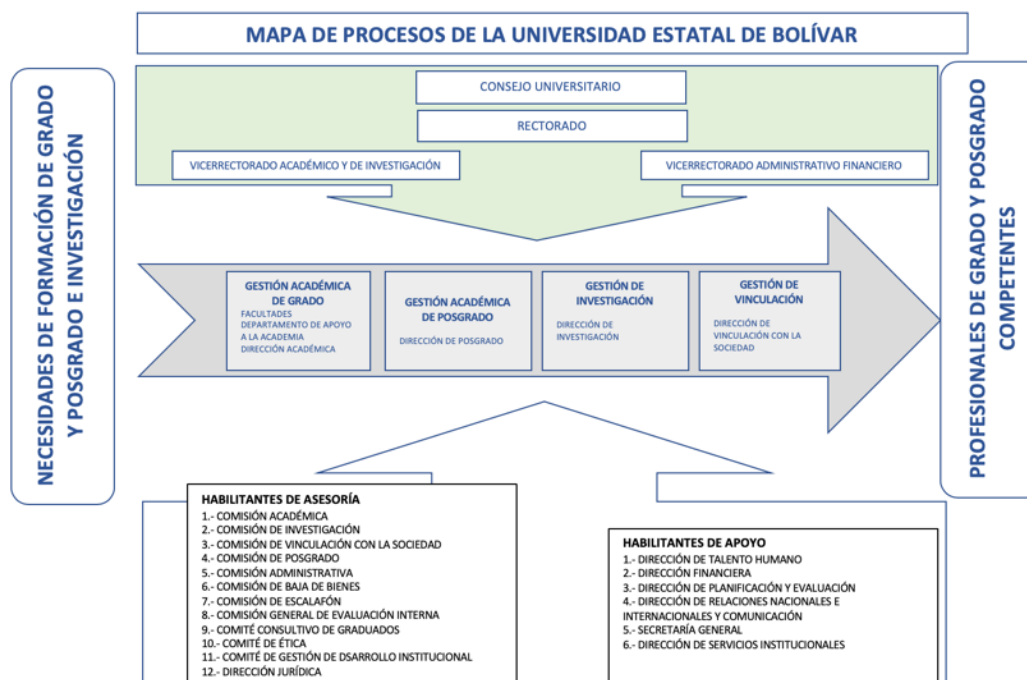 MAPA DE PROCESOS DE LA UNIVERSIDAD ESTATAL DE BOLÍVAR
NECESIDADES DE FORMACIÓN DE GRADO
Y POSGRADO E INVESTIGACIÓN
CONSEJO UNIVERSITARIO
RECTORADO
VICERRECTORADO ACADÉMICO Y DE INVESTIGACIÓN
VICERRECTORADO ADMINISTRATIVO FINANCIERO
GESTIÓN ACADÉMICA
DE GRADO
FACULTADES
DEPARTAMENTO DE APOYO
A LA ACADEMIA
DIRECCIÓN ACADÉMICA
GESTIÓN ACADÉMICA
DE POSGRADO
DIRECCIÓN DE POSGRADO
GESTIÓN DE
INVESTIGACIÓN
DIRECCIÓN DE
INVESTIGACIÓN
GESTIÓN DE
VINCULACIÓN
DIRECCIÓN DE
VINCULACIÓN CON LA
SOCIEDAD
PROFESIONALES DE GRADO Y POSGRADO
COMPETENTES
HABILITANTES DE ASESORÍA
1.- COMISIÓN ACADÉMICA
2.- COMISIÓN DE INVESTIGACIÓN
3.- COMISIÓN DE VINCULACIÓN CON LA SOCIEDAD
4.- COMISIÓN DE POSGRADO
5.- COMISIÓN ADMINISTRATIVA
6.- COMISIÓN DE BAJA DE BIENES
7.- COMISIÓN DE ESCALAFÓN
8.- COMISIÓN GENERAL DE EVALUACIÓN INTERNA
9.- COMITÉ CONSULTIVO DE GRADUADOS
10.- COMITÉ DE ÉTICA
11.- COMITÉ DE GESTIÓN DE DSARROLLO INSTITUCIONAL
12.- DIRECCIÓN JURÍDICA
HABILITANTES DE APOYO
1.- DIRECCIÓN DE TALENTO HUMANO
2.- DIRECCIÓN FINANCIERA
3.- DIRECCIÓN DE PLANIFICACIÓN Y EVALUACIÓN
4.- DIRECCIÓN DE RELACIONES NACIONALES E
INTERNACIONALES Y COMUNICACIÓN
5.- SECRETARÍA GENERAL
6.- DIRECCIÓN DE SERVICIOS INSTITUCIONALES